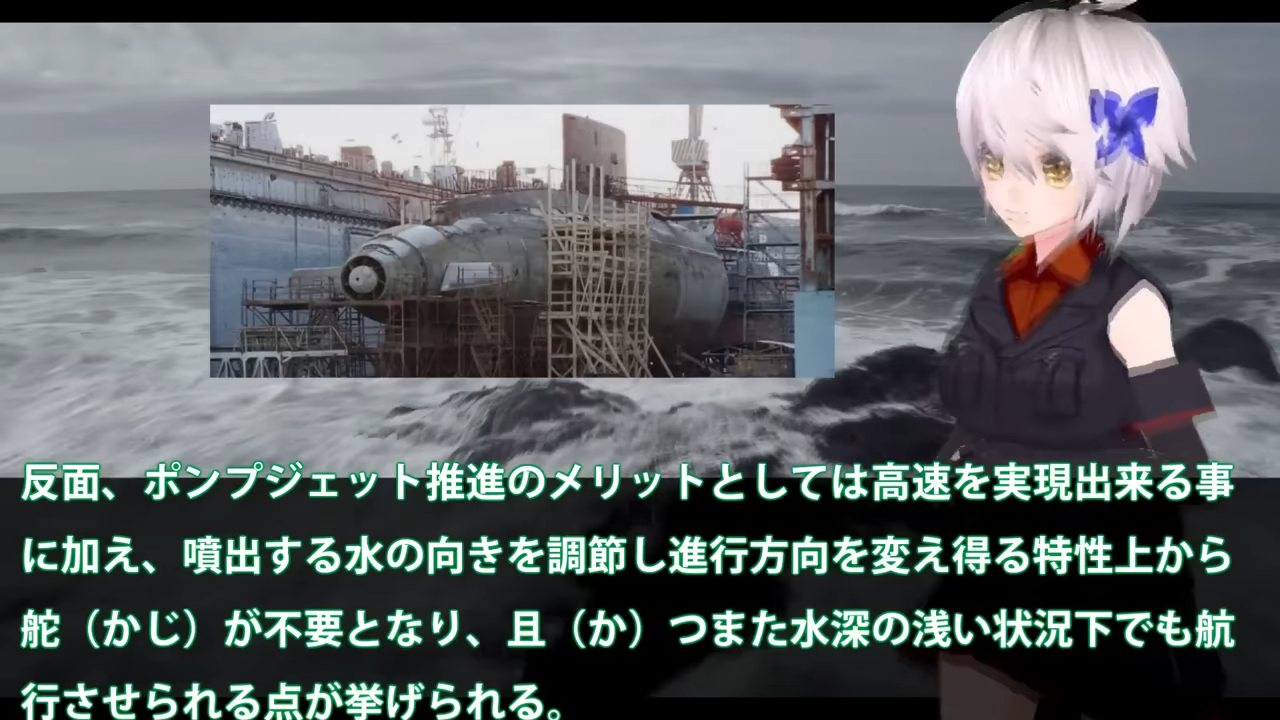 反面、ポンプジェット推進のメリットとしては高速を実現出来る事
に加え、噴出する水の向きを調節し進行方向を変え得る特性上から
舵（かじ）が不要となり、且（か）つまた水深の浅い状況下でも航
行させられる点が挙げられる。